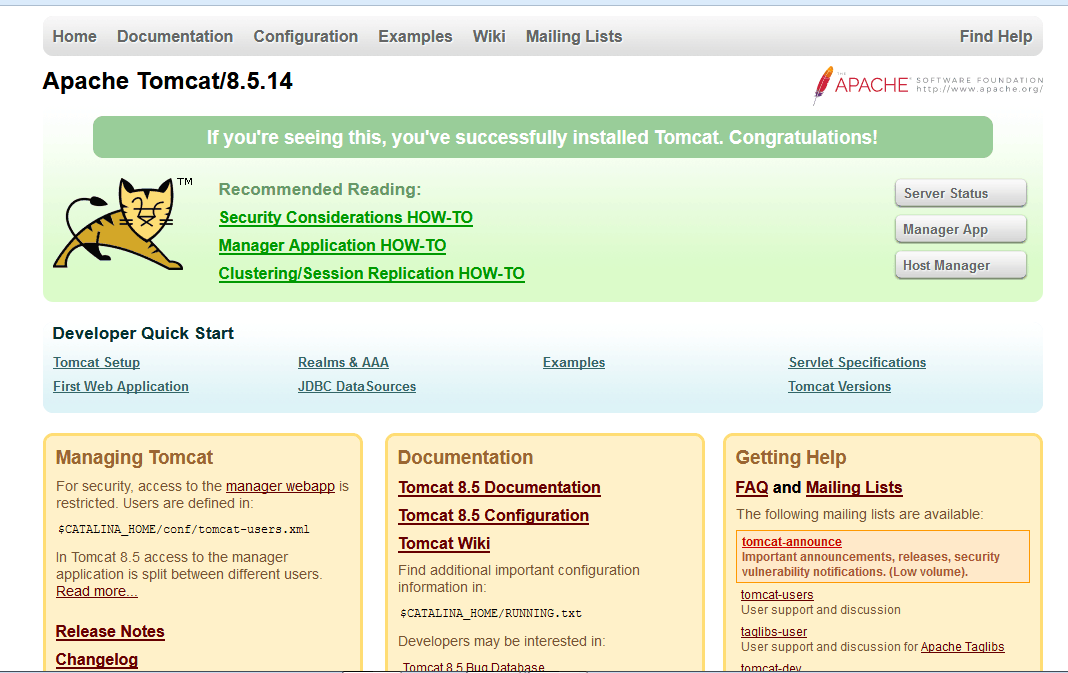 Home Documentation Configuration Examples Wiki Mailing Lists Find Help
Apache Tomcat/8.5.14
THE APACHE® SOFTWARE FOUNDATION
http://www.apache.org/
If you're seeing this, you've successfully installed Tomcat. Congratulations!
TM
Recommended Reading:
Security Considerations HOW-TO
Manager Application HOW-TO
Clustering/Session Replication HOW-TO
Server Status
Manager App
Host Manager
Developer Quick Start
Tomcat Setup
First Web Application
Realms & AAA
JDBC DataSources
Examples
Servlet Specifications
Tomcat Versions
Managing Tomcat
For security, access to the manager webapp is
restricted. Users are defined in:
$CATALINA_HOME/conf/tomcat-users.xml
In Tomcat 8.5 access to the manager
application is split between different users.
Read more...
Release Notes
Changelog
Documentation
Tomcat 8.5 Documentation
Tomcat 8.5 Configuration
Tomcat Wiki
Find additional important configuration
information in:
$CATALINA_HOME/RUNNING.txt
Developers may be interested in:
Tomcat 8.5 Bug Database
Getting Help
FAQ and Mailing Lists
The following mailing lists are available:
tomcat-announce
Important announcements, releases, security
vulnerability notifications. (Low volume).
tomcat-users
User support and discussion
taglibs-user
User support and discussion for Apache Taglibs
tomcat-dev